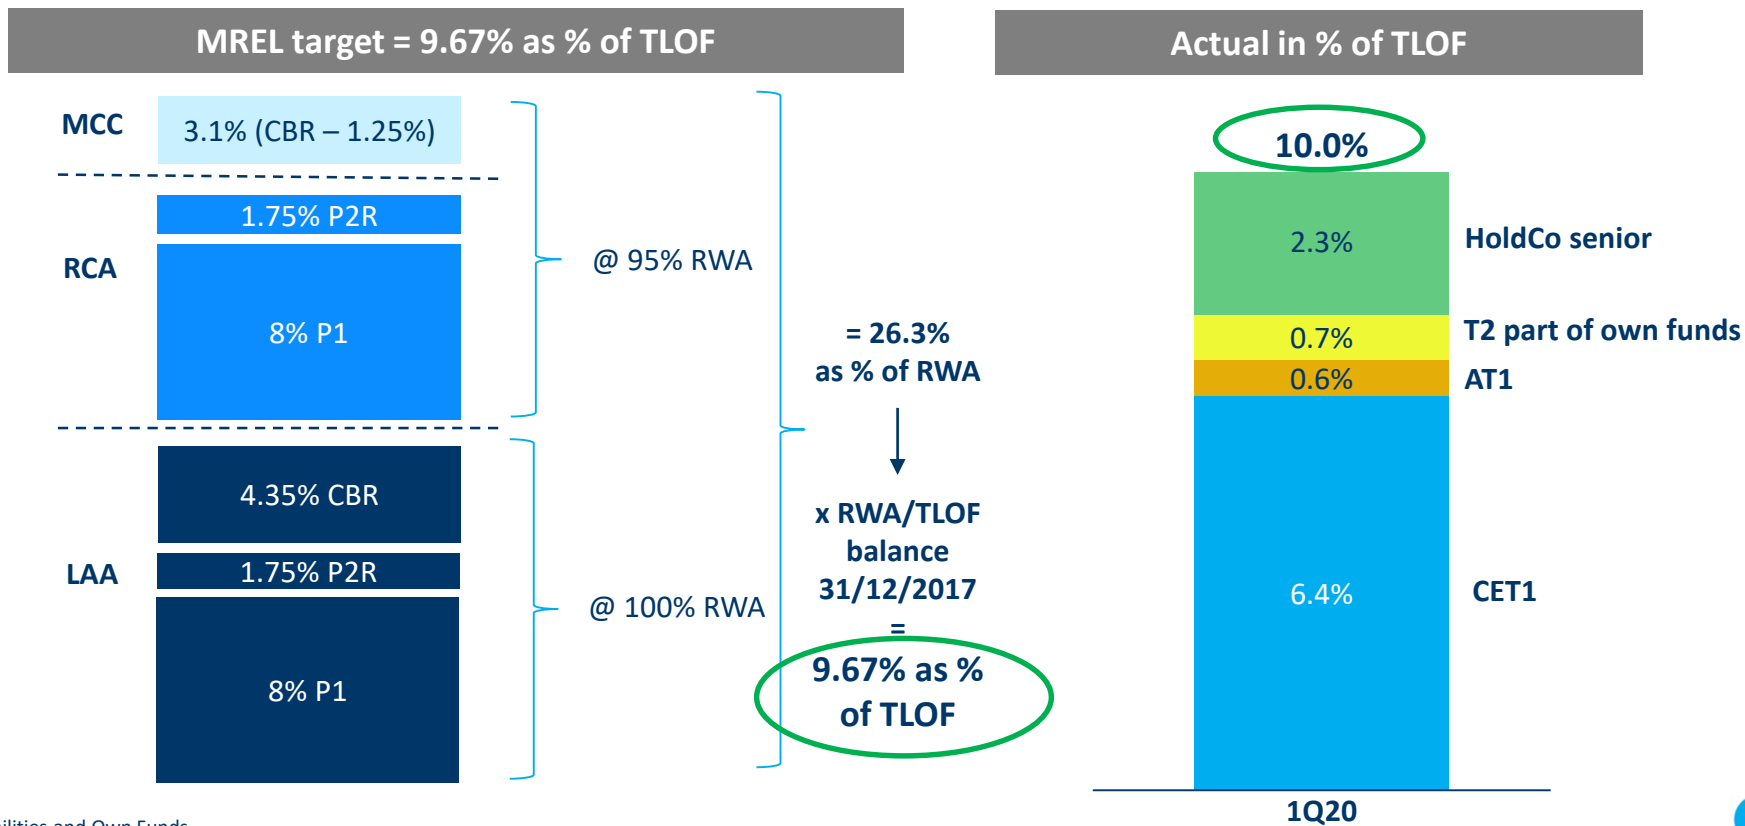 MREL target = 9.67% as % of TLOF
MCC
3.1% (CBR – 1.25%)
1.75% P2R
RCA
8% P1
@ 95% RWA
4.35% CBR
LAA
1.75% P2R
8% P1
@ 100% RWA
= 26.3%
as % of RWA
x RWA/TLOF
balance
31/12/2017
=
9.67% as %
of TLOF
Actual in % of TLOF
10.0%
2.3%
HoldCo senior
0.7%
T2 part of own funds
0.6%
AT1
6.4%
CET1
1Q20
and Own Funds